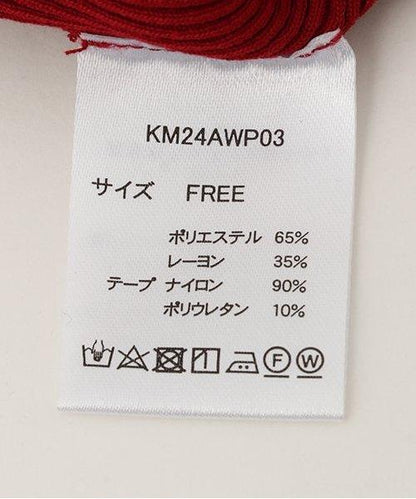 KM24AWP03
サイズ FREE
ポリエステル 65%
レーヨン 35%
テープ ナイロン 90%
ポリウレタン 10%
F W